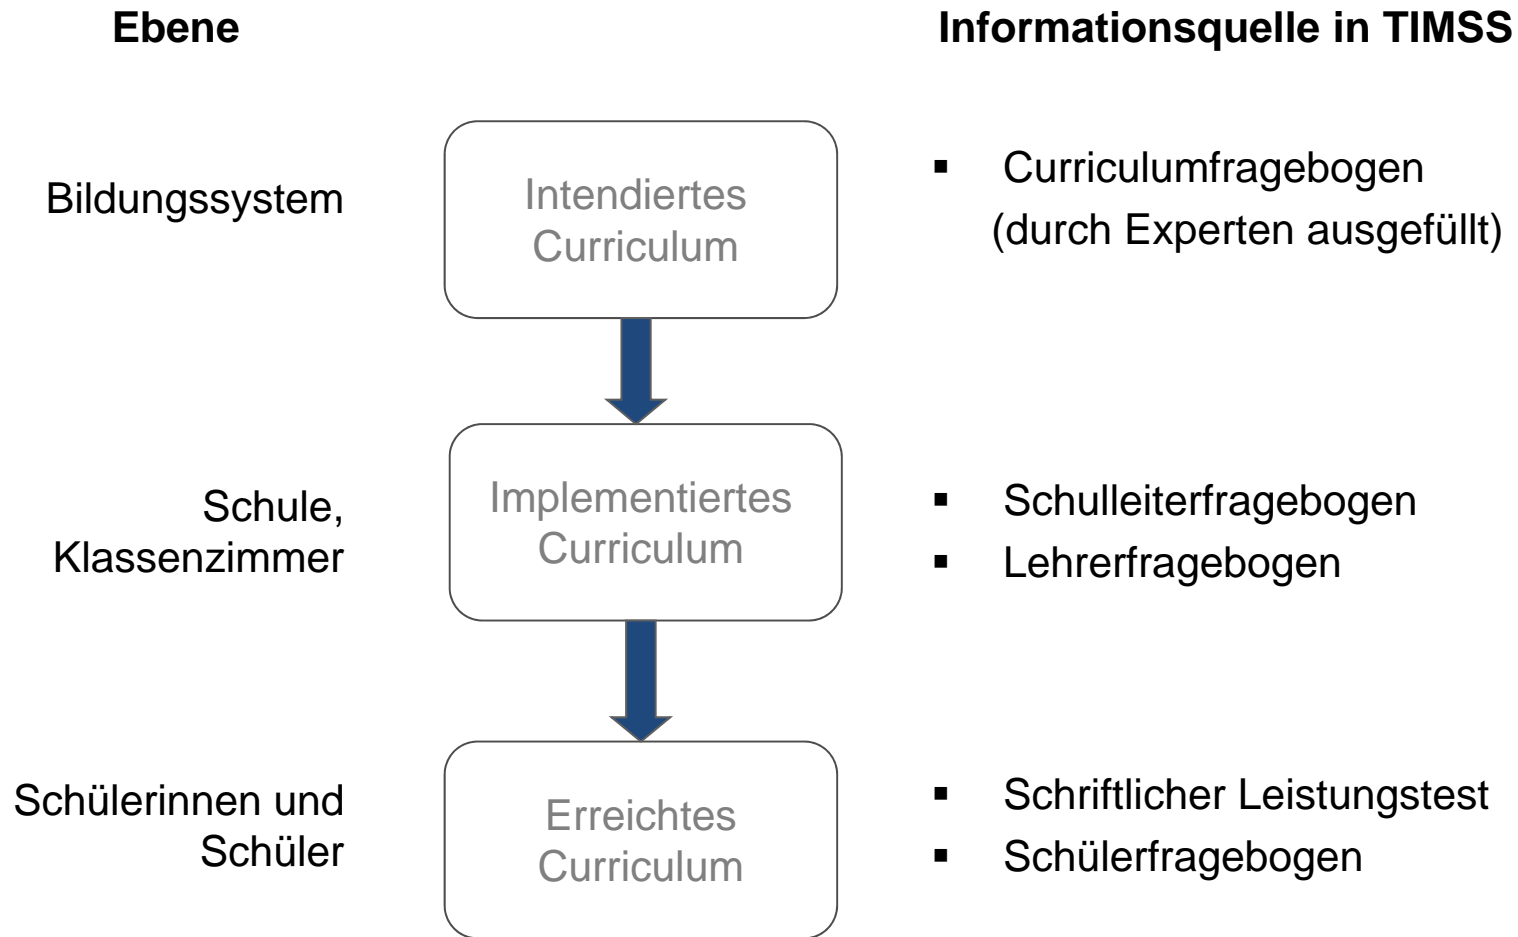 Ebene
Informationsquelle in TIMSS
Bildungssystem
Intendiertes
Curriculum
▪ Curriculumfragebogen
(durch Experten ausgefüllt)
Schule,
Klassenzimmer
Implementiertes
Curriculum
▪ Schulleiterfragebogen
▪ Lehrerfragebogen
Schülerinnen und
Schüler
Erreichtes
Curriculum
▪ Schriftlicher Leistungstest
▪ Schülerfragebogen